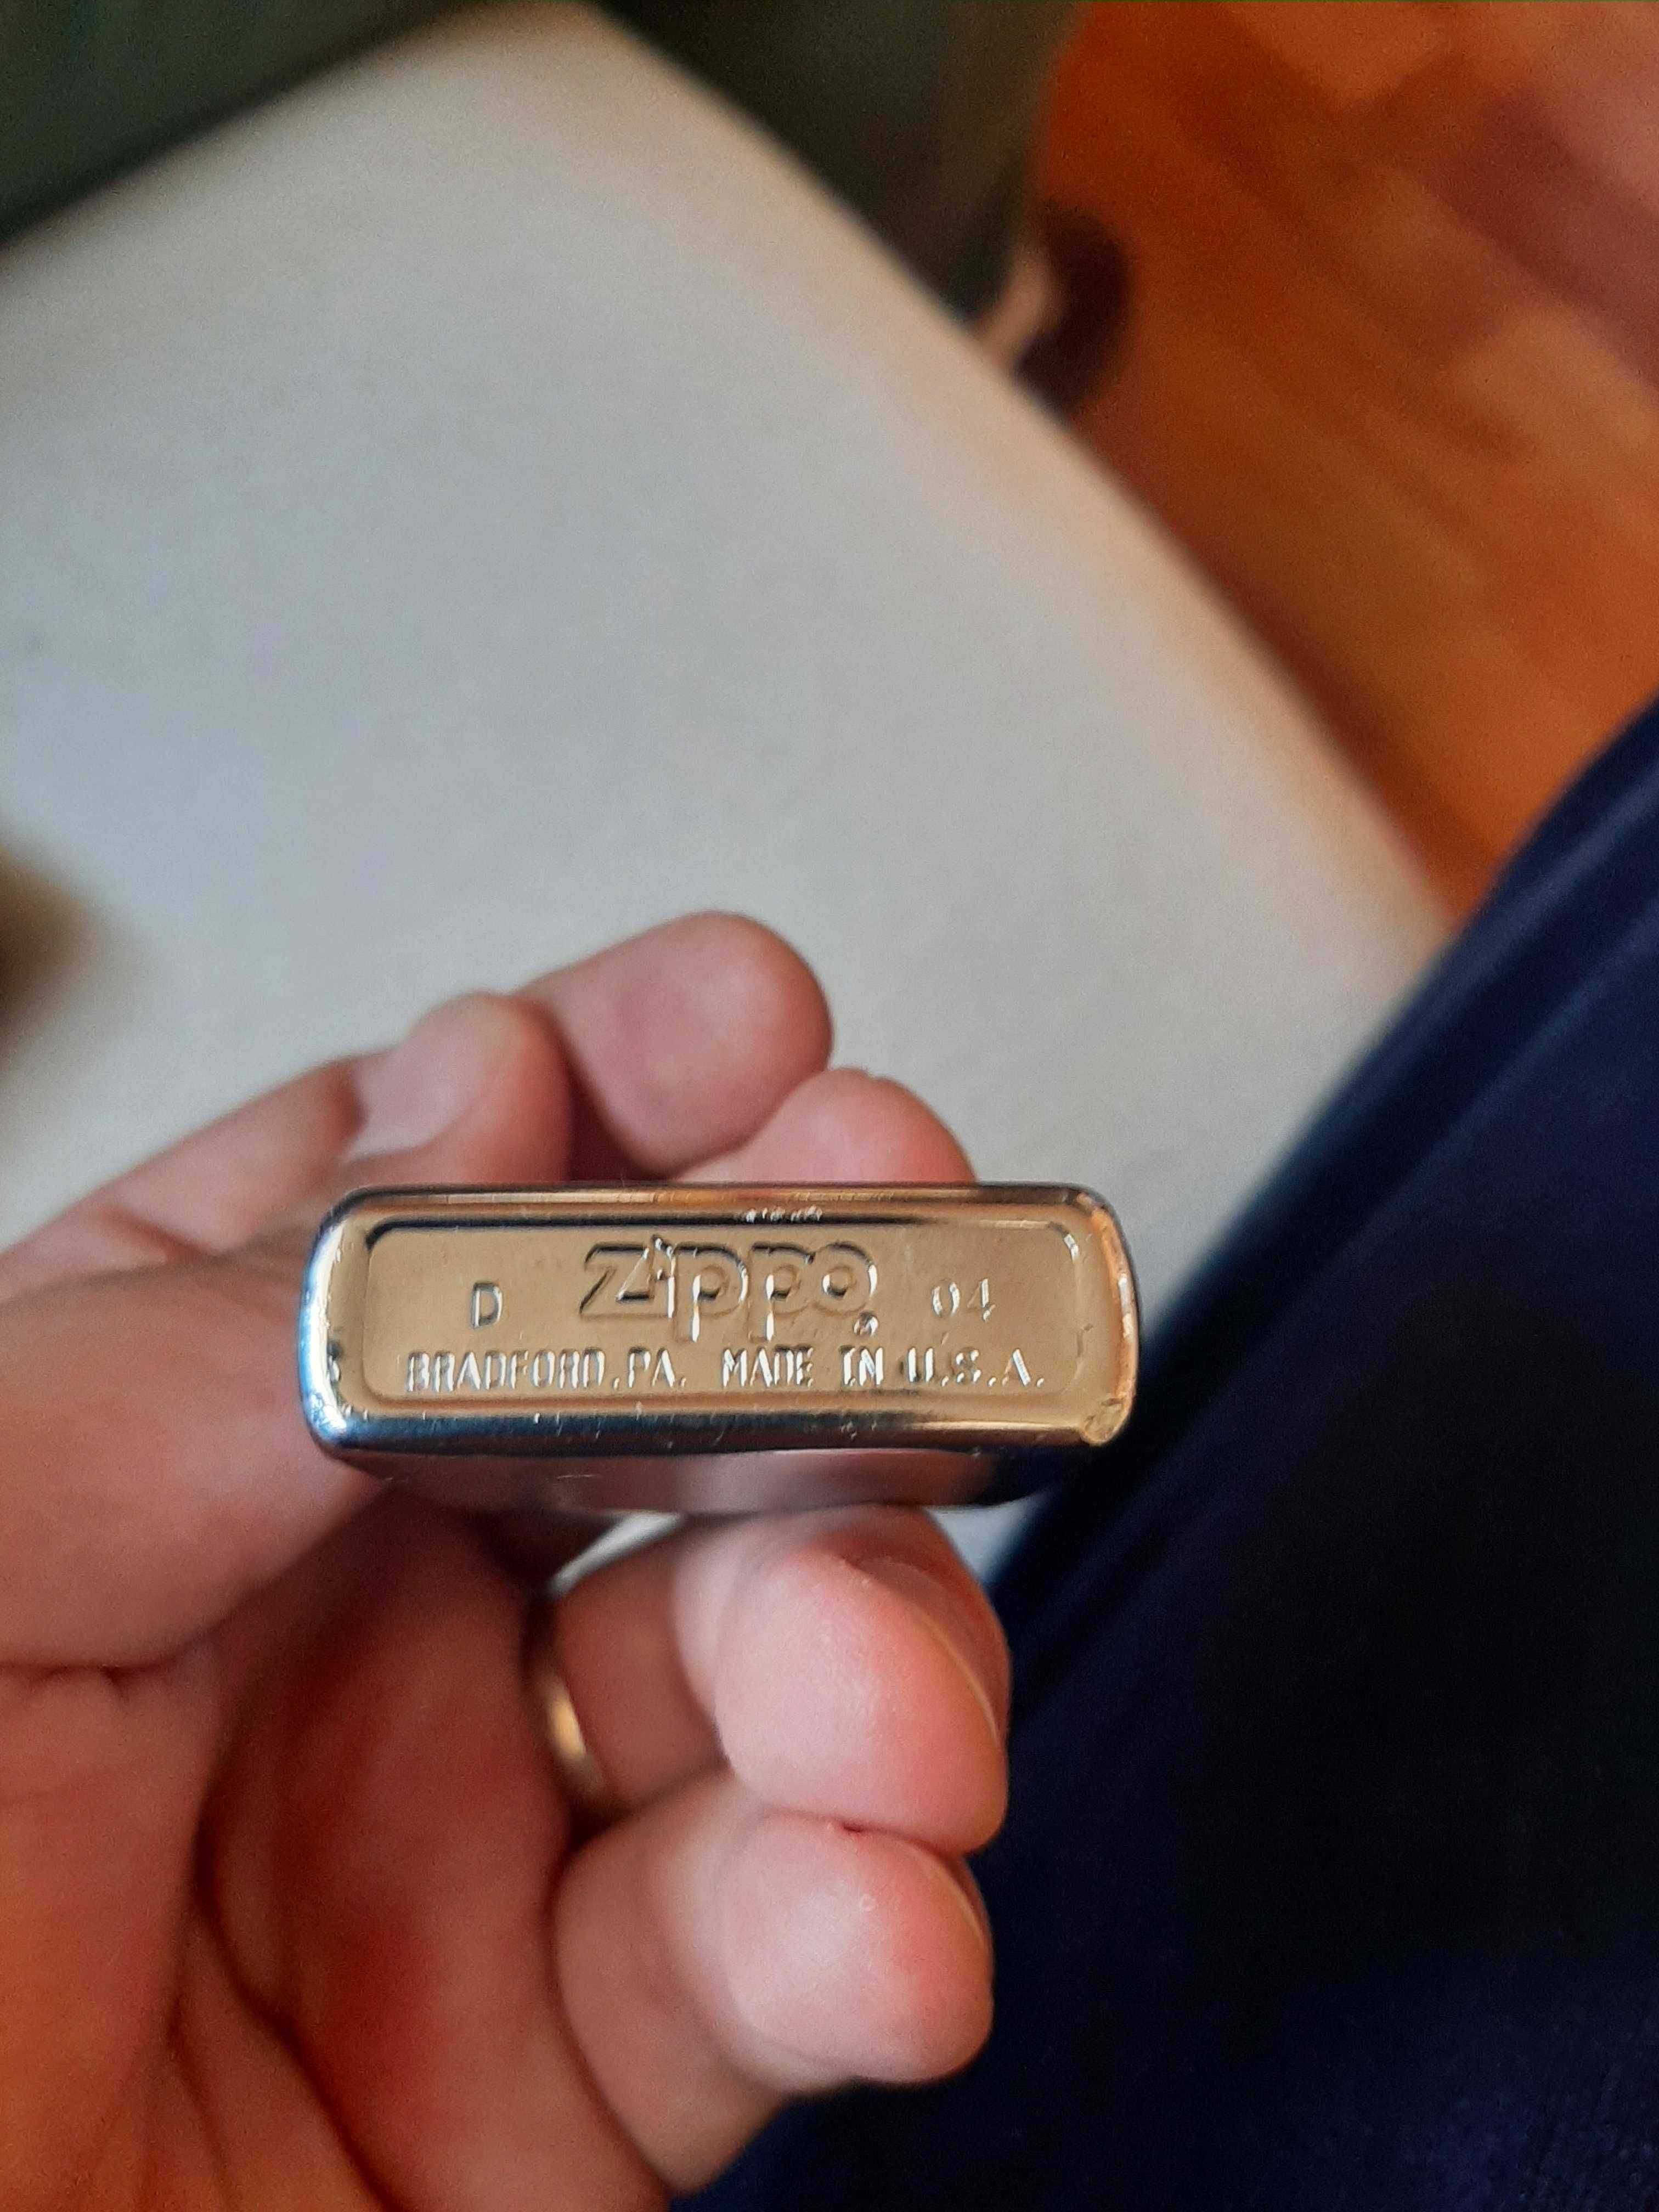 D Zippo® 04
BRADFORD, PA. MADE IN U.S.A.